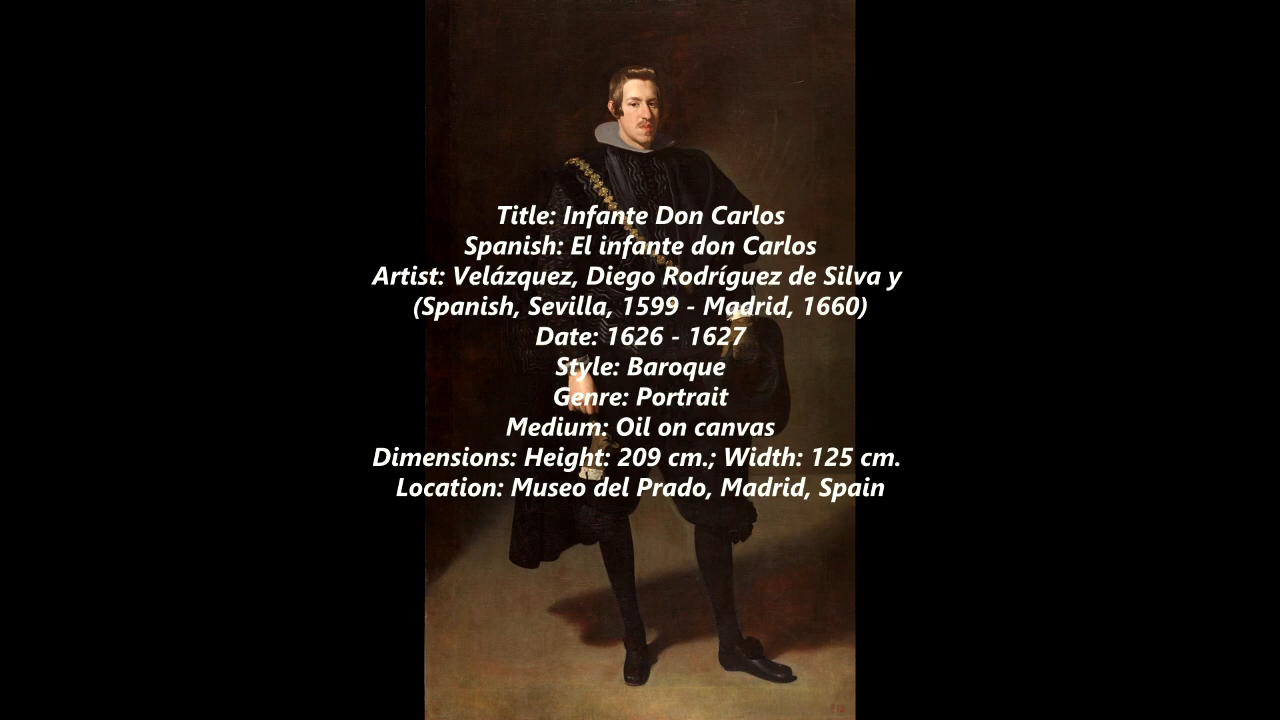 Title: Infante Don Carlos
Spanish: El infante don Carlos
Artist: Velázquez, Diego Rodríguez de Silva y
(Spanish, Sevilla, 1599 - Madrid, 1660)
Date: 1626 - 1627
Style: Baroque
Genre: Portrait
Medium: Oil on canvas
Dimensions: Height: 209 cm.; Width: 125 cm.
Location: Museo del Prado, Madrid, Spain